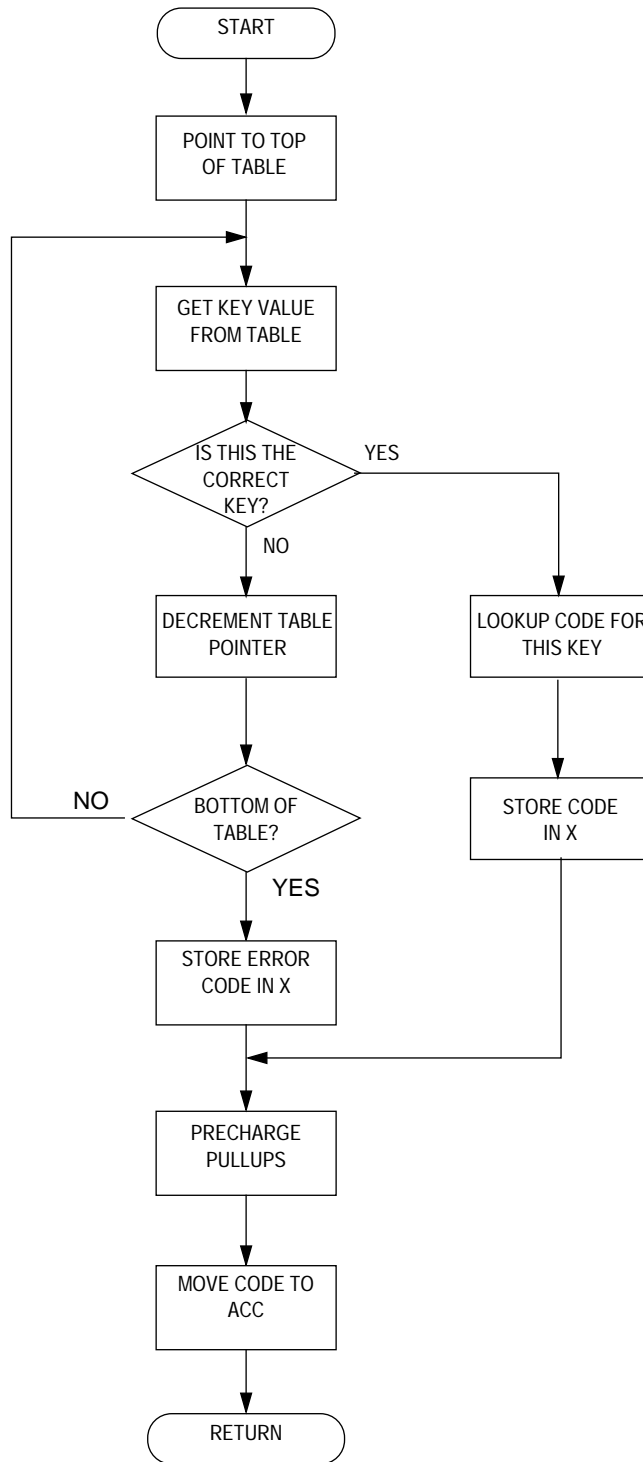 START
POINT TO TOP
OF TABLE
GET KEY VALUE
FROM TABLE
IS THIS THE
CORRECT
KEY?
YES
NO
DECREMENT TABLE
POINTER
LOOKUP CODE FOR
THIS KEY
NO
BOTTOM OF
TABLE?
STORE CODE
IN X
YES
STORE ERROR
CODE IN X
PRECHARGE
PULLUPS
MOVE CODE TO
ACC
RETURN